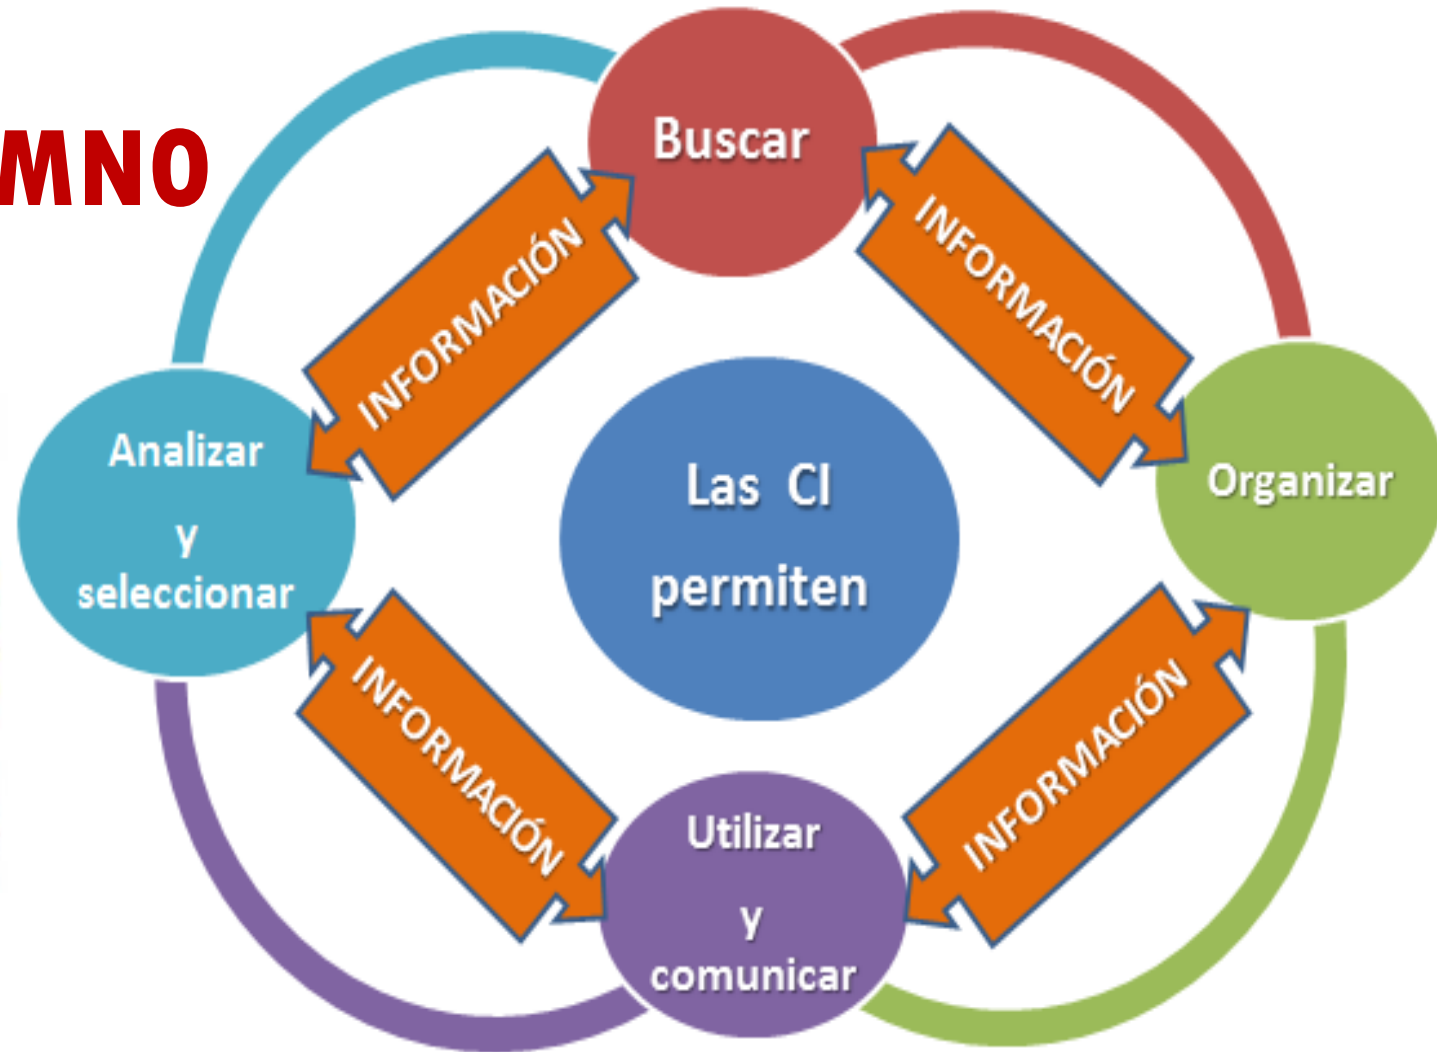 MNO
Buscar
INFORMACIÓN
INFORMACIÓN
Analizar
y
seleccionar
Las CI
permiten
Organizar
INFORMACIÓN
INFORMACIÓN
Utilizar
y
comunicar